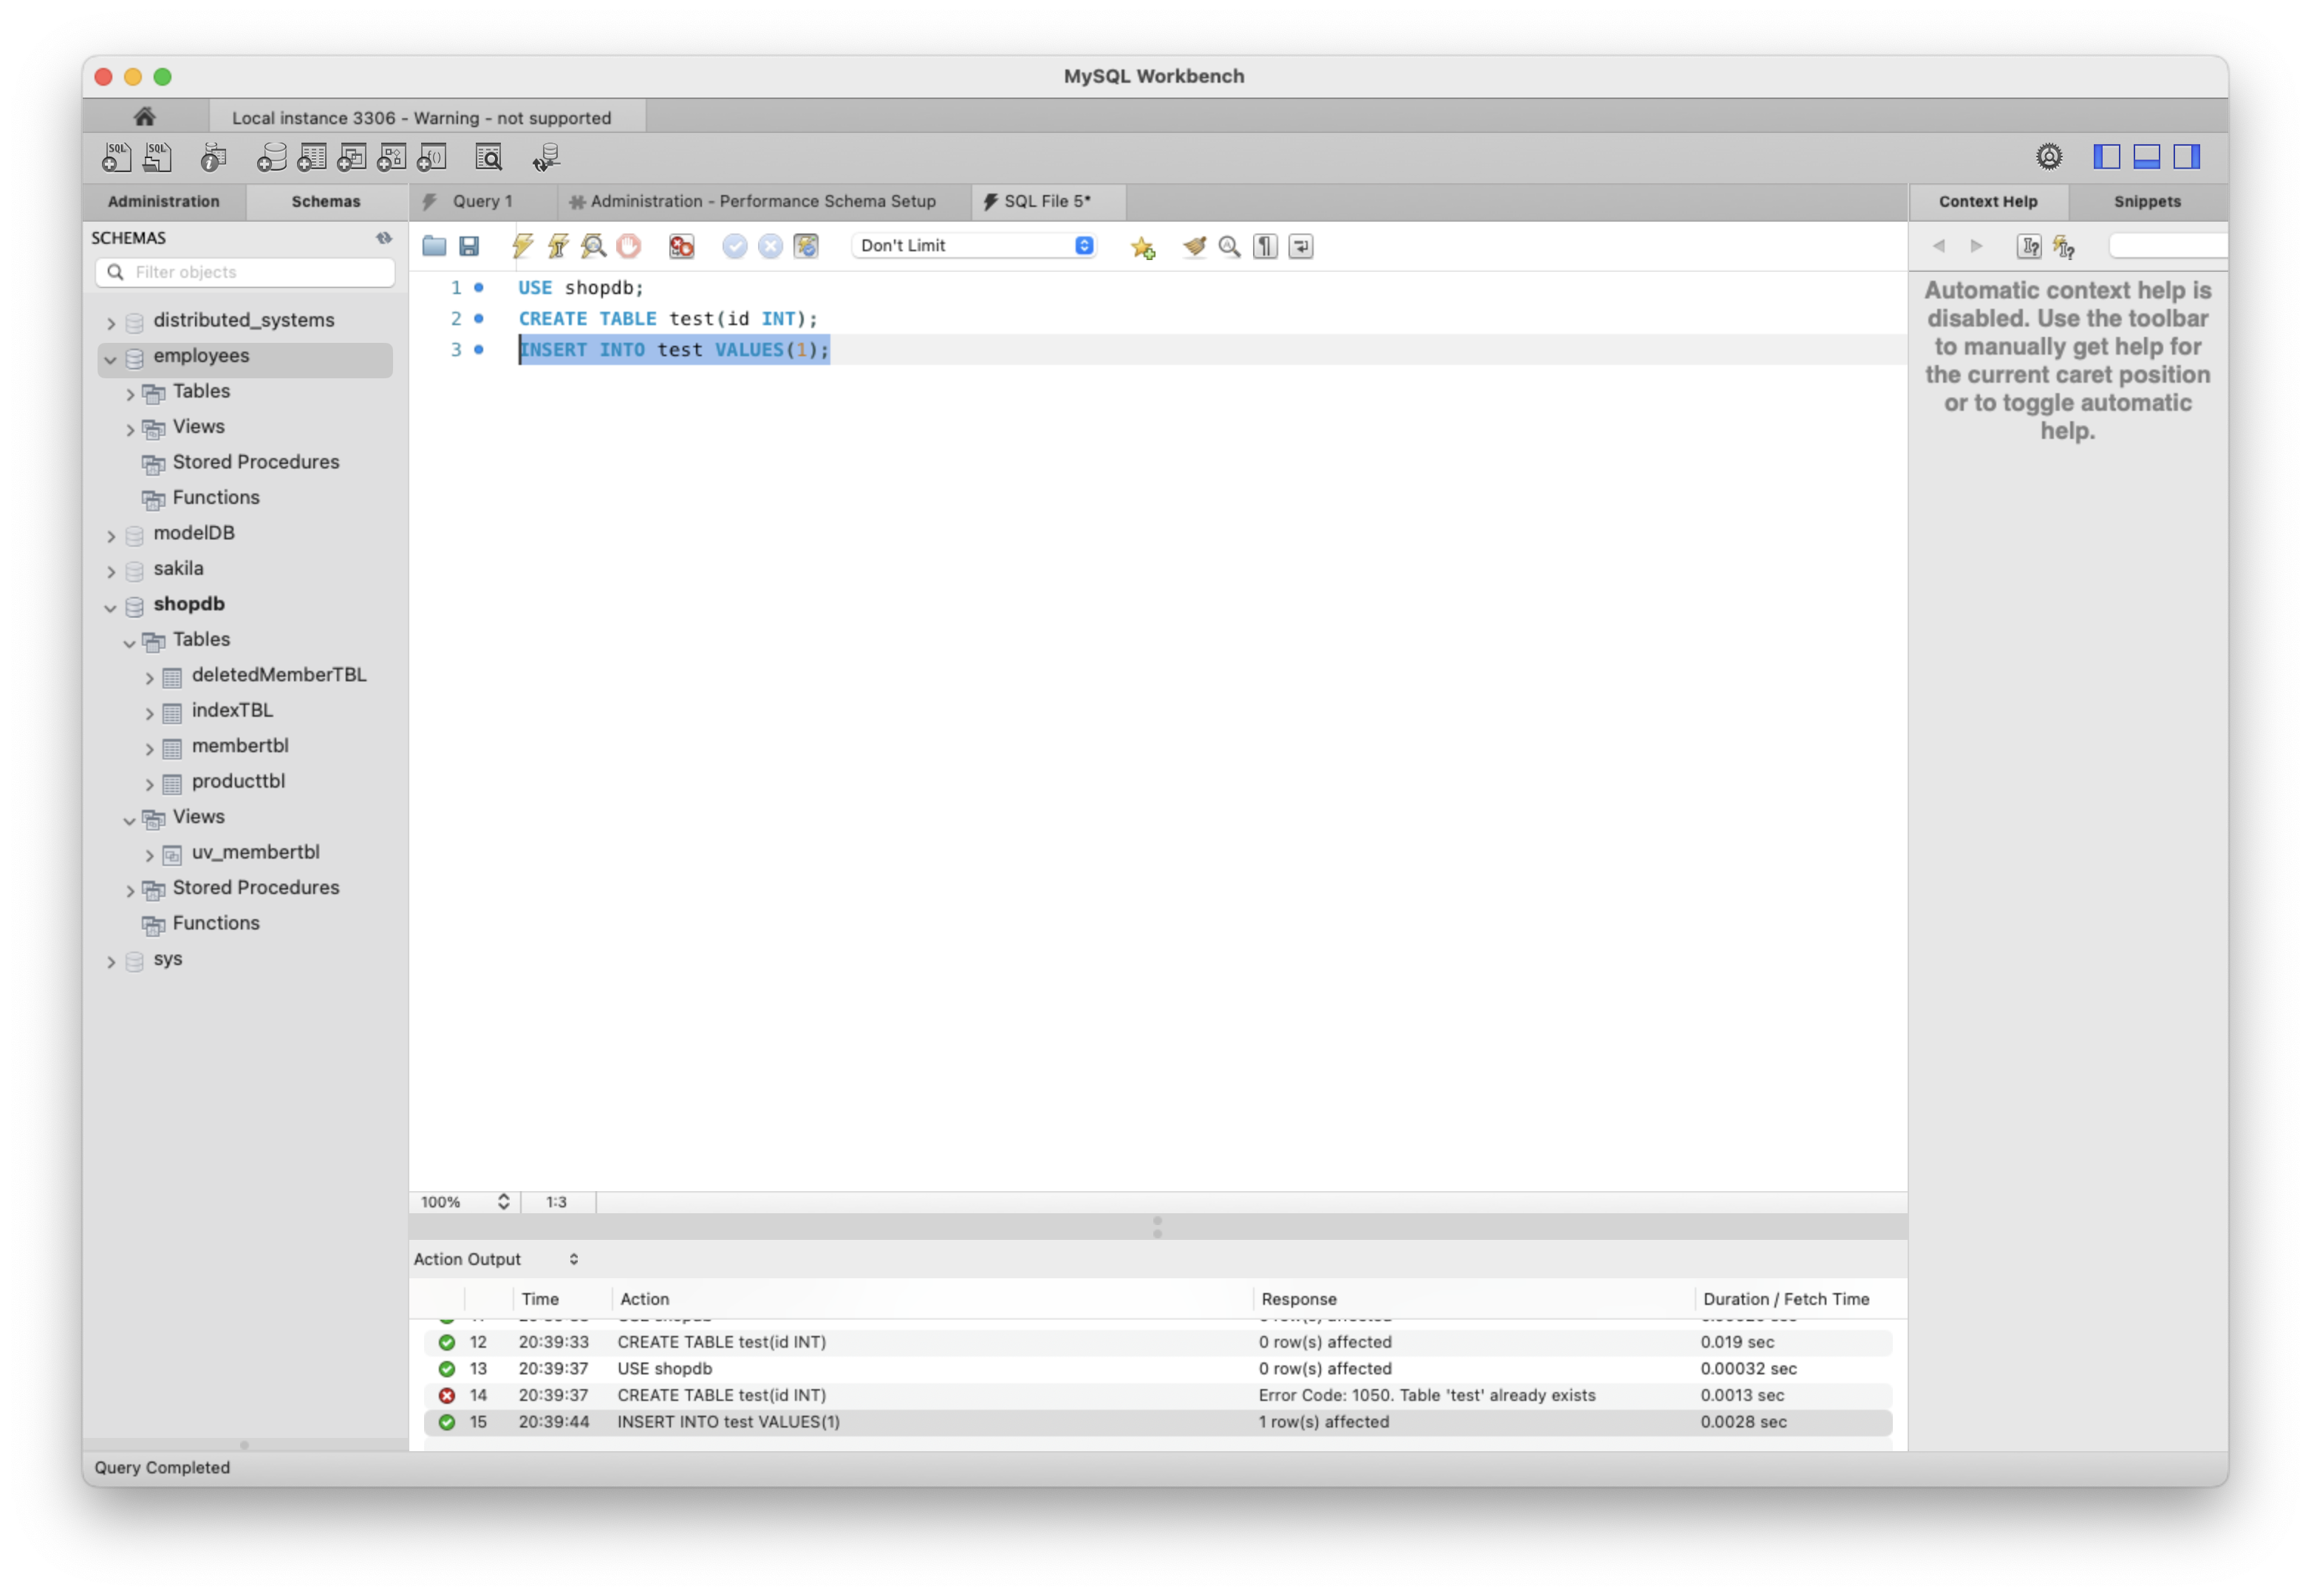 MySQL Workbench
Local instance 3306 - Warning - not supported
Administration
Schemas
Query 1
Administration - Performance Schema Setup
SQL File 5*
Context Help
Snippets
SCHEMAS
Filter objects
Don't Limit
distributed_systems
employees
Tables
Views
Stored Procedures
Functions
modelDB
sakila
shopdb
Tables
deletedMemberTBL
indexTBL
membertbl
producttbl
Views
uv_membertbl
Stored Procedures
Functions
sys
1 USE shopdb;
2 CREATE TABLE test(id INT);
3 INSERT INTO test VALUES(1);
Automatic context help is
disabled. Use the toolbar
to manually get help for
the current caret position
or to toggle automatic
help.
100% 1:3
Action Output
Time Action Response Duration / Fetch Time
12 20:39:33 CREATE TABLE test(id INT) 0 row(s) affected 0.019 sec
13 20:39:37 USE shopdb 0 row(s) affected 0.00032 sec
14 20:39:37 CREATE TABLE test(id INT) Error Code: 1050. Table 'test' already exists 0.0013 sec
15 20:39:44 INSERT INTO test VALUES(1) 1 row(s) affected 0.0028 sec
Query Completed